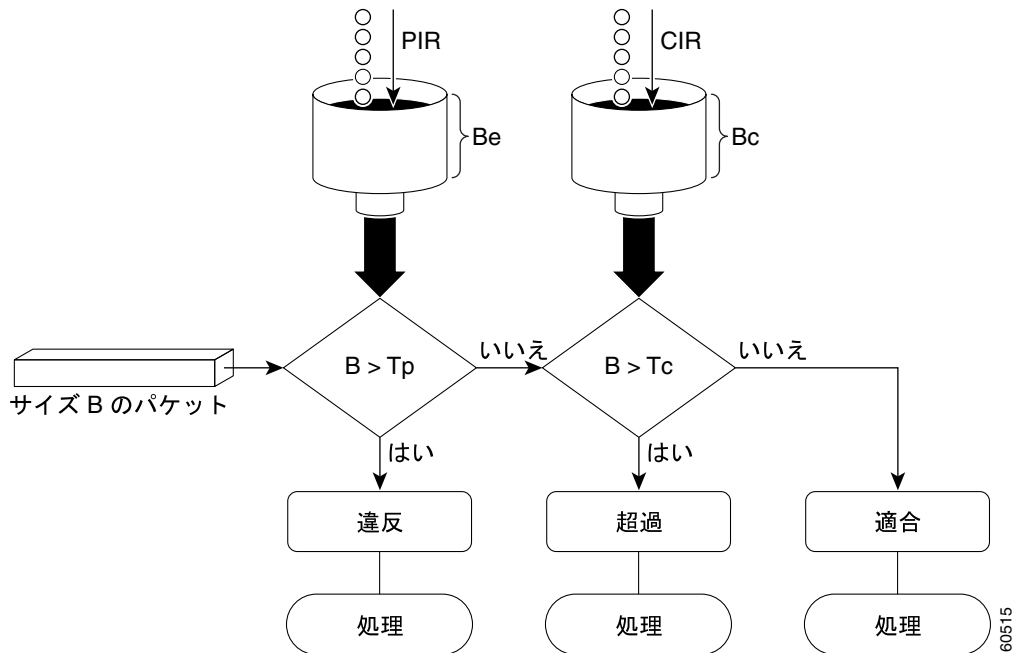 PIR
CIR
Be
Bc
B > Tp
いいえ
B > Tc
いいえ
サイズ B のパケット
はい
はい
違反
超過
適合
処理
処理
処理
60515